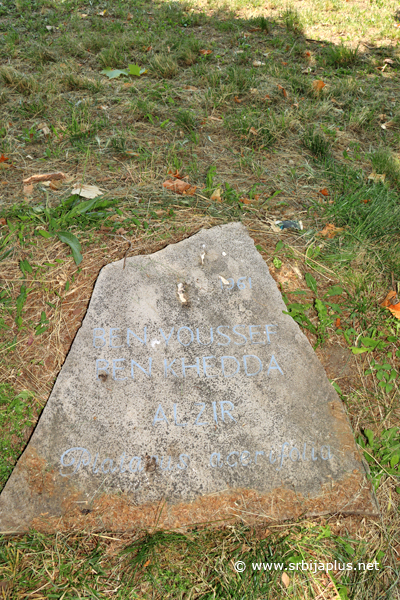 BEN YOUSSEF
BEN KHEDDA
ALZIR
© www.srbijaplus.net